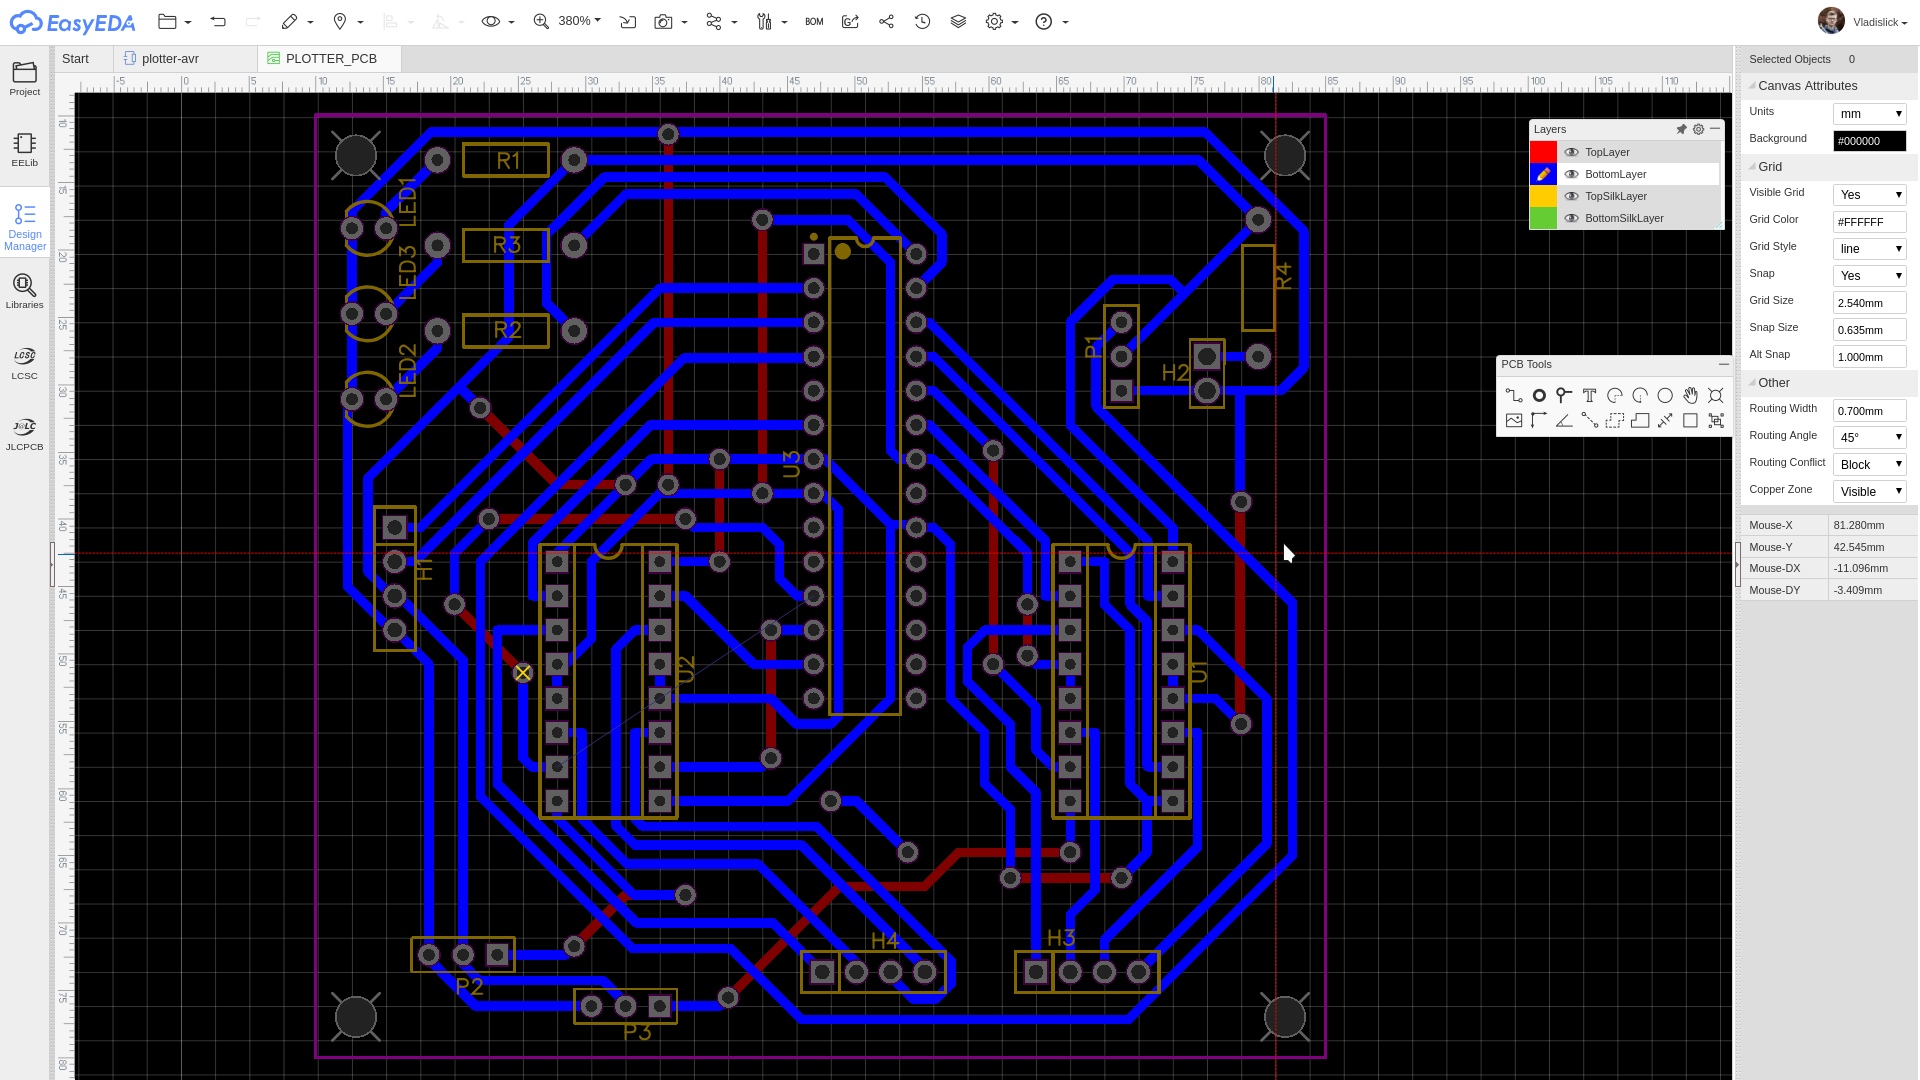 EasyEDA
380%
BOM
Vladislick
Start
plotter-avr
PLOTTER_PCB
Project
EELib
Design
Manager
Libraries
LCSC
LCSC
J@LC
JLCPCB
-5 0 5 10 15 20 25 30 35 40 45 50 55 60 65 70 75 80 85 90 95 100 105 110
10
15
20
25
30
35
40
45
50
55
60
65
70
75
80
R1
R3
R2
LED1
LED3
LED2
U3
P1
H2
R4
H1
U2
U1
P2
P3
H4
H3
Layers
TopLayer
BottomLayer
TopSilkLayer
BottomSilkLayer
PCB Tools
Selected Objects 0
Canvas Attributes
Units mm
Background #000000
Grid
Visible Grid Yes
Grid Color #FFFFFF
Grid Style line
Snap Yes
Grid Size 2.540mm
Snap Size 0.635mm
Alt Snap 1.000mm
Other
Routing Width 0.700mm
Routing Angle 45°
Routing Conflict Block
Copper Zone Visible
Mouse-X 81.280mm
Mouse-Y 42.545mm
Mouse-DX -11.096mm
Mouse-DY -3.409mm